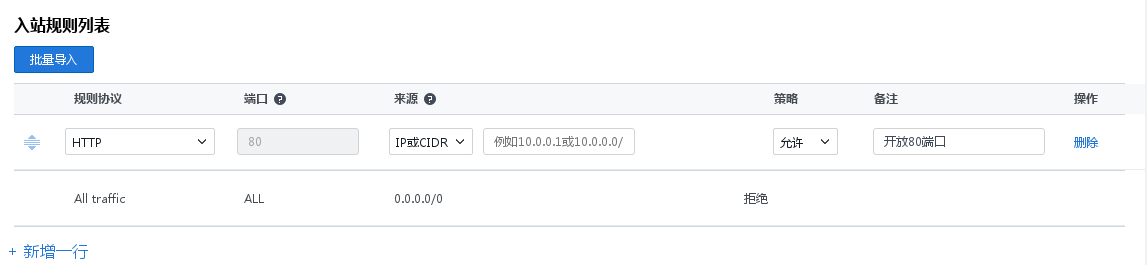 入站规则列表
批量导入
规则协议 端口 ? 来源 ? 策略 备注 操作
HTTP 80 IP或CIDR 例如10.0.0.1或10.0.0.0/ 允许 开放80端口 删除
All traffic ALL 0.0.0.0/0 拒绝
+ 新增一行